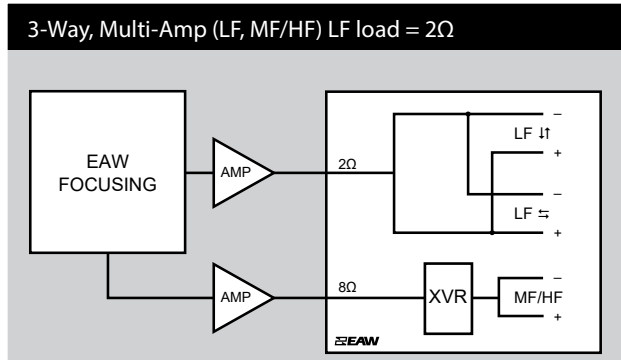 3-Way, Multi-Amp (LF, MF/HF) LF load = 2Ω
EAW
FOCUSING
AMP
2Ω
−
LF ↓↑
+
−
LF ⇆
+
AMP
8Ω
XVR
−
MF/HF
+
EAW